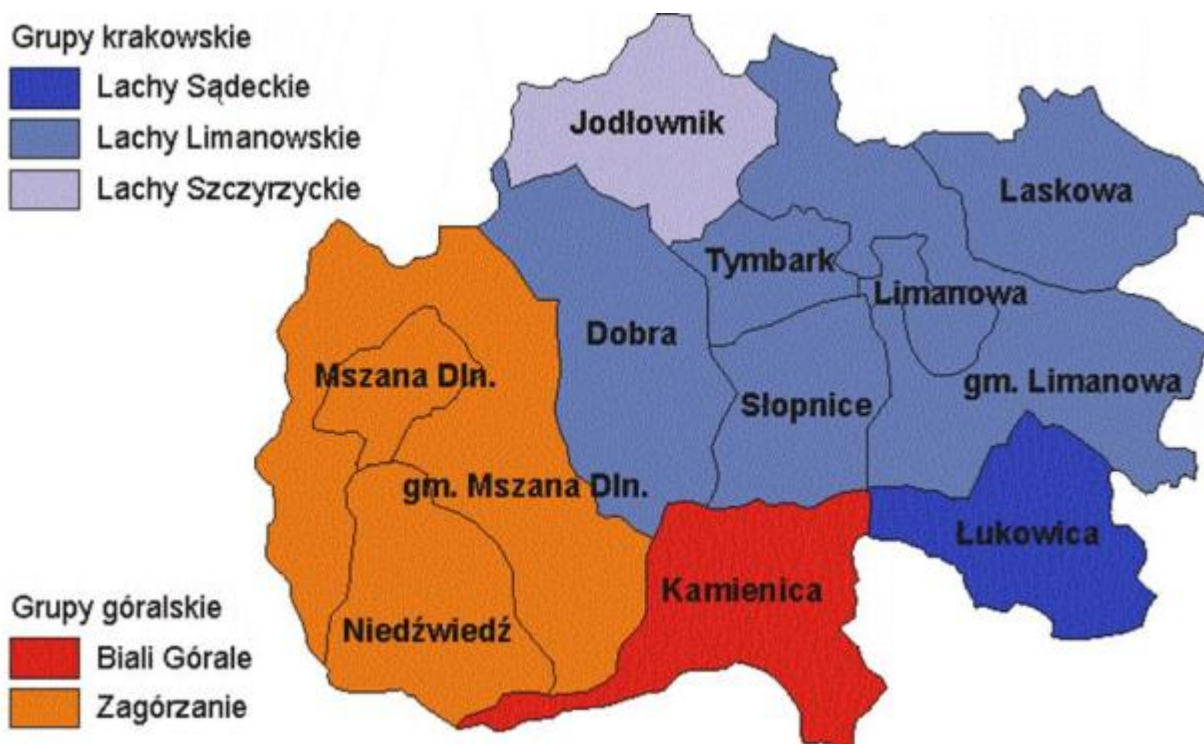 Grupy krakowskie
Lachy Sądeckie
Lachy Limanowskie
Lachy Szczyrzyckie
Jodłownik
Laskowa
Tymbark
Limanowa
Dobra
Mszana Dln.
gm. Limanowa
Słopnice
gm. Mszana Dln.
Łukowica
Kamienica
Niedźwiedź
Grupy góralskie
Biali Górale
Zagórzanie